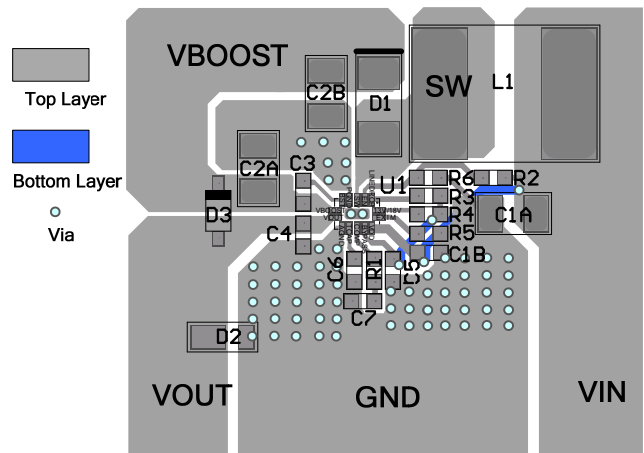 VBOOST
Top Layer
Bottom Layer
Via
C2B
D1
SW
L1
C2A
C3
U1
R6
R2
R3
D3
R4
C1A
C4
R5
C1B
C6
R1
C5
C7
D2
VOUT
GND
VIN